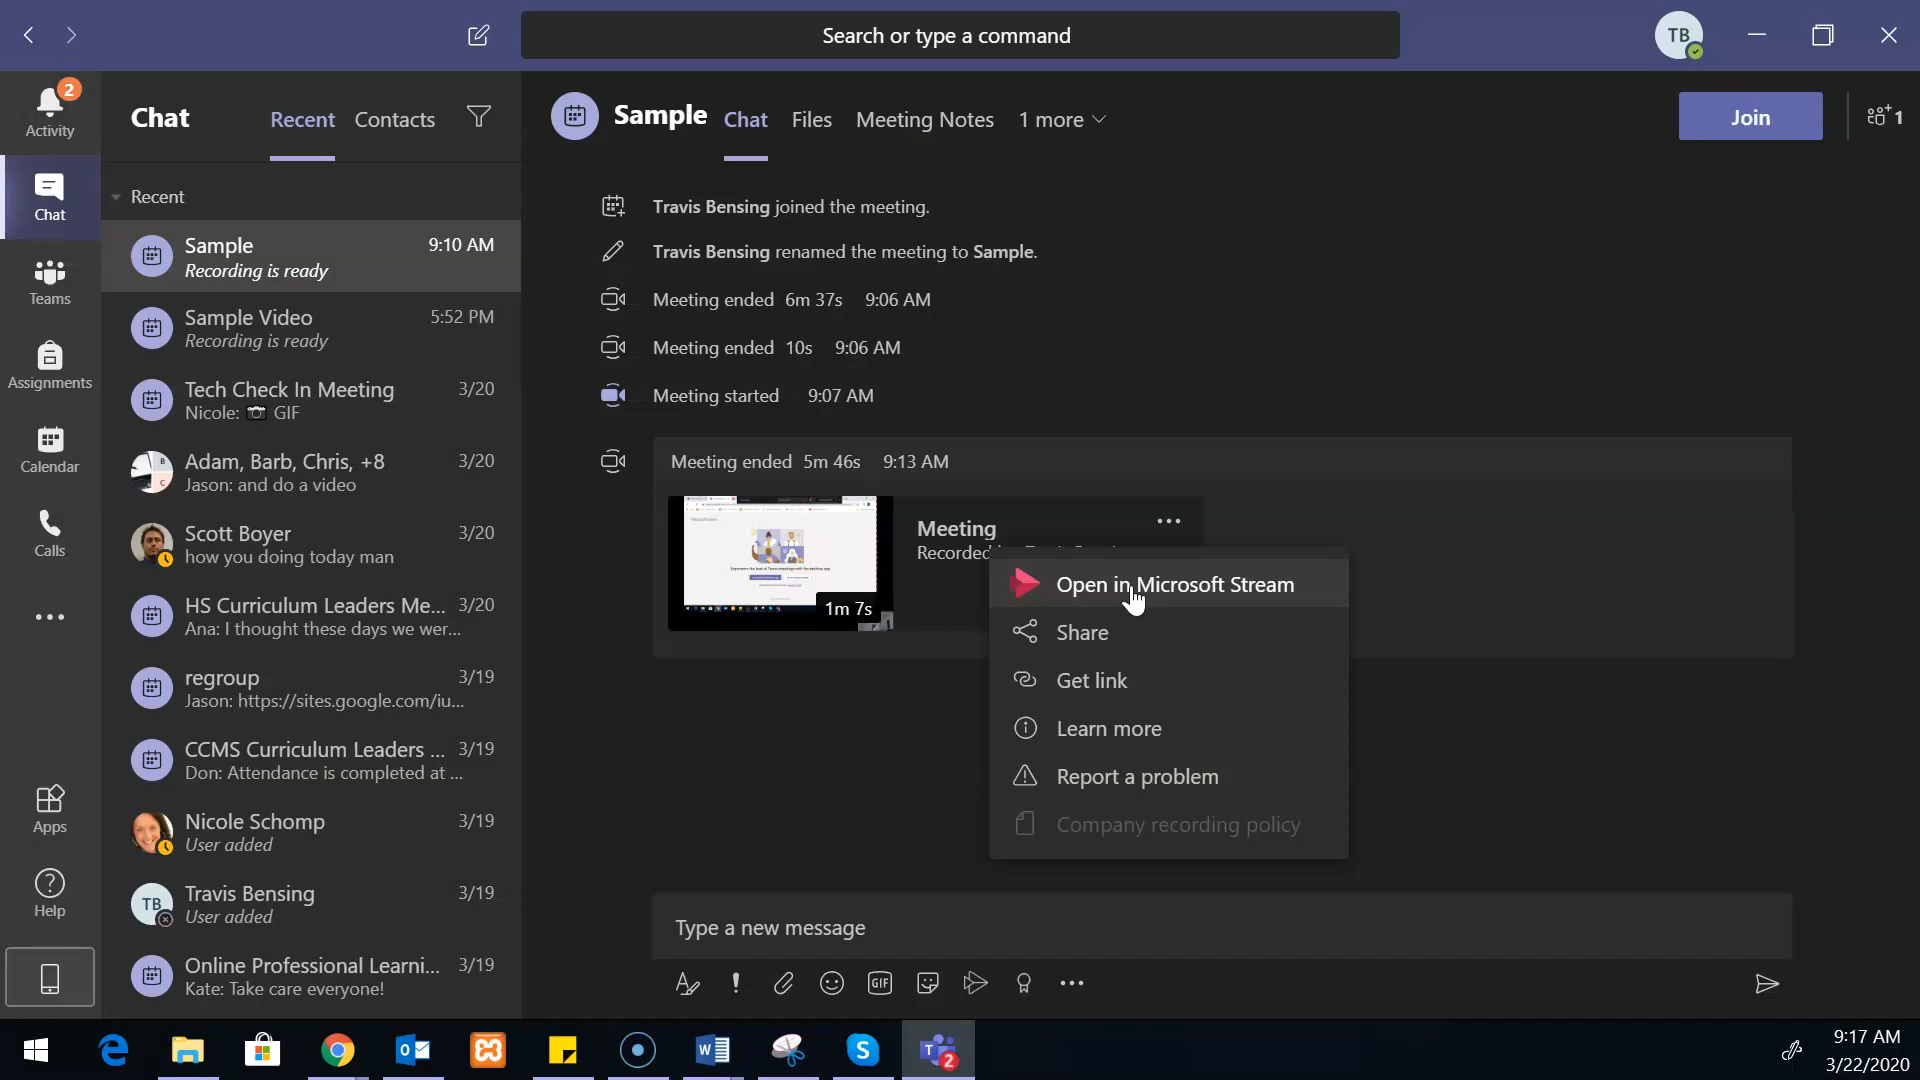 Search or type a command
TB
2
Activity
Chat
Teams
Assignments
Calendar
Calls
Apps
Help
Chat
Recent
Contacts
Recent
Sample 9:10 AM
Recording is ready
Sample Video 5:52 PM
Recording is ready
Tech Check In Meeting 3/20
Nicole: GIF
Adam, Barb, Chris, +8 3/20
Jason: and do a video
Scott Boyer 3/20
how you doing today man
HS Curriculum Leaders Me... 3/20
Ana: I thought these days we wer...
regroup 3/19
Jason: https://sites.google.com/iu...
CCMS Curriculum Leaders ... 3/19
Don: Attendance is completed at ...
Nicole Schomp 3/19
User added
TB
Travis Bensing 3/19
User added
Online Professional Learni... 3/19
Kate: Take care everyone!
Sample
Chat
Files
Meeting Notes
1 more
Join
1
Travis Bensing joined the meeting.
Travis Bensing renamed the meeting to Sample.
Meeting ended 6m 37s 9:06 AM
Meeting ended 10s 9:06 AM
Meeting started 9:07 AM
Meeting ended 5m 46s 9:13 AM
1m 7s
Meeting
Recorded
Open in Microsoft Stream
Share
Get link
Learn more
Report a problem
Company recording policy
Type a new message
GIF
9:17 AM
3/22/2020